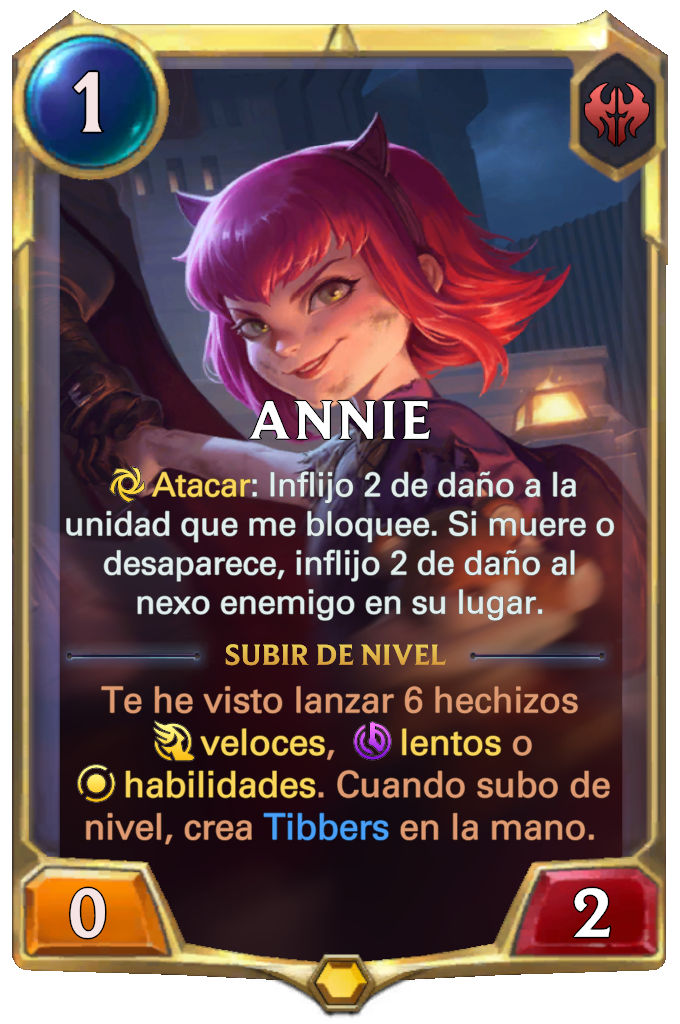 1
ANNIE
Atacar: Inflijo 2 de daño a la
unidad que me bloquee. Si muere o
desaparece, inflijo 2 de daño al
nexo enemigo en su lugar.
SUBIR DE NIVEL
Te he visto lanzar 6 hechizos
veloces, lentos o
habilidades. Cuando subo de
nivel, crea Tibbers en la mano.
0
2